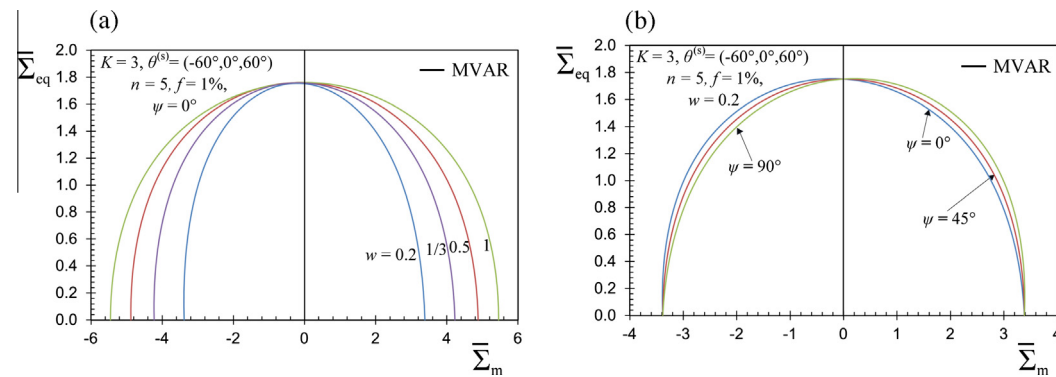 (a)
Σ̅eq
2.0
1.8
1.6
1.4
1.2
1.0
0.8
0.6
0.4
0.2
0.0
K = 3, θ(s)= (-60°,0°,60°)
n = 5, f = 1%,
ψ = 0°
MVAR
w = 0.2
1/3
0.5
1
-6 -4 -2 0 2 4 6
Σ̅m
(b)
Σ̅eq
2.0
1.8
1.6
1.4
1.2
1.0
0.8
0.6
0.4
0.2
0.0
K = 3, θ(s)= (-60°,0°,60°)
n = 5, f = 1%,
w = 0.2
MVAR
ψ = 90°
ψ = 0°
ψ = 45°
-4 -3 -2 -1 0 1 2 3 4
Σ̅m